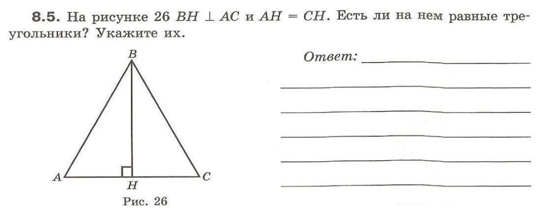 8.5. На рисунке 26 BH ⊥ AC и AH = CH. Есть ли на нем равные тре-
угольники? Укажите их.
Ответ:
B
A
H
C
Рис. 26